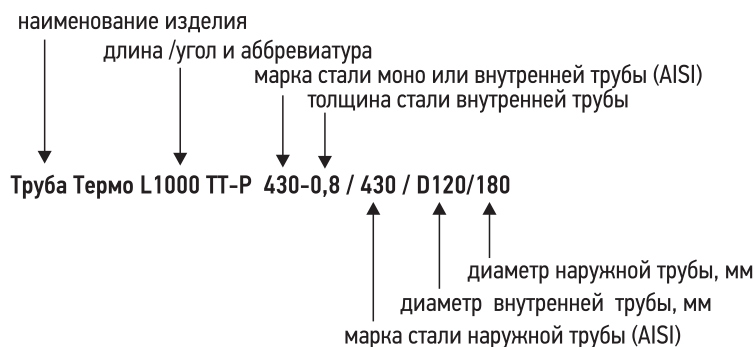 наименование изделия
длина /угол и аббревиатура
марка стали моно или внутренней трубы (AISI)
толщина стали внутренней трубы
Труба Термо L1000 ТТ-Р 430-0,8 / 430 / D120/180
диаметр наружной трубы, мм
диаметр внутренней трубы, мм
марка стали наружной трубы (AISI)